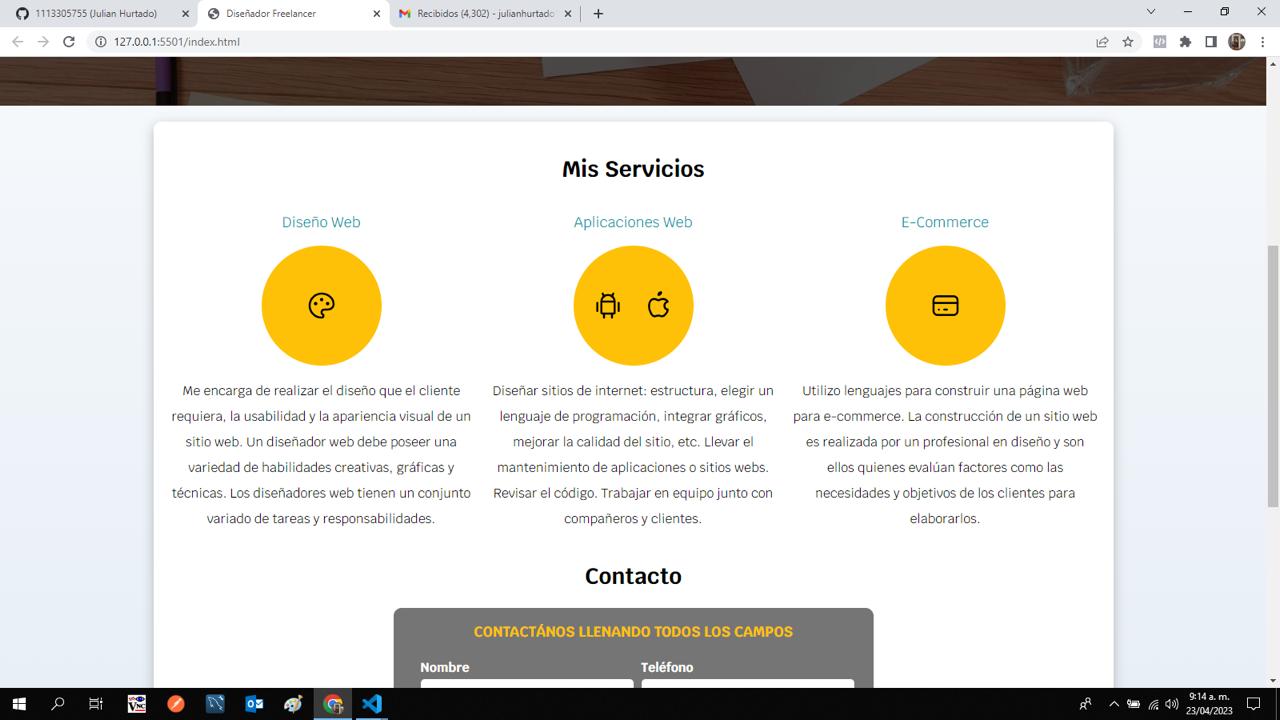 1113305755 (Julian Hurtado)
Diseñador Freelancer
Recibidos (4,302) - julianhurtado
127.0.0.1:5501/index.html
Mis Servicios
Diseño Web
Aplicaciones Web
E-Commerce
Me encarga de realizar el diseño que el cliente
requiera, la usabilidad y la apariencia visual de un
sitio web. Un diseñador web debe poseer una
variedad de habilidades creativas, gráficas y
técnicas. Los diseñadores web tienen un conjunto
variado de tareas y responsabilidades.
Diseñar sitios de internet: estructura, elegir un
lenguaje de programación, integrar gráficos,
mejorar la calidad del sitio, etc. Llevar el
mantenimiento de aplicaciones o sitios webs.
Revisar el código. Trabajar en equipo junto con
compañeros y clientes.
Utilizo lenguajes para construir una página web
para e-commerce. La construcción de un sitio web
es realizada por un profesional en diseño y son
ellos quienes evalúan factores como las
necesidades y objetivos de los clientes para
elaborarlos.
Contacto
CONTACTÁNOS LLENANDO TODOS LOS CAMPOS
Nombre
Teléfono
VNC
9:14 a. m.
23/04/2023